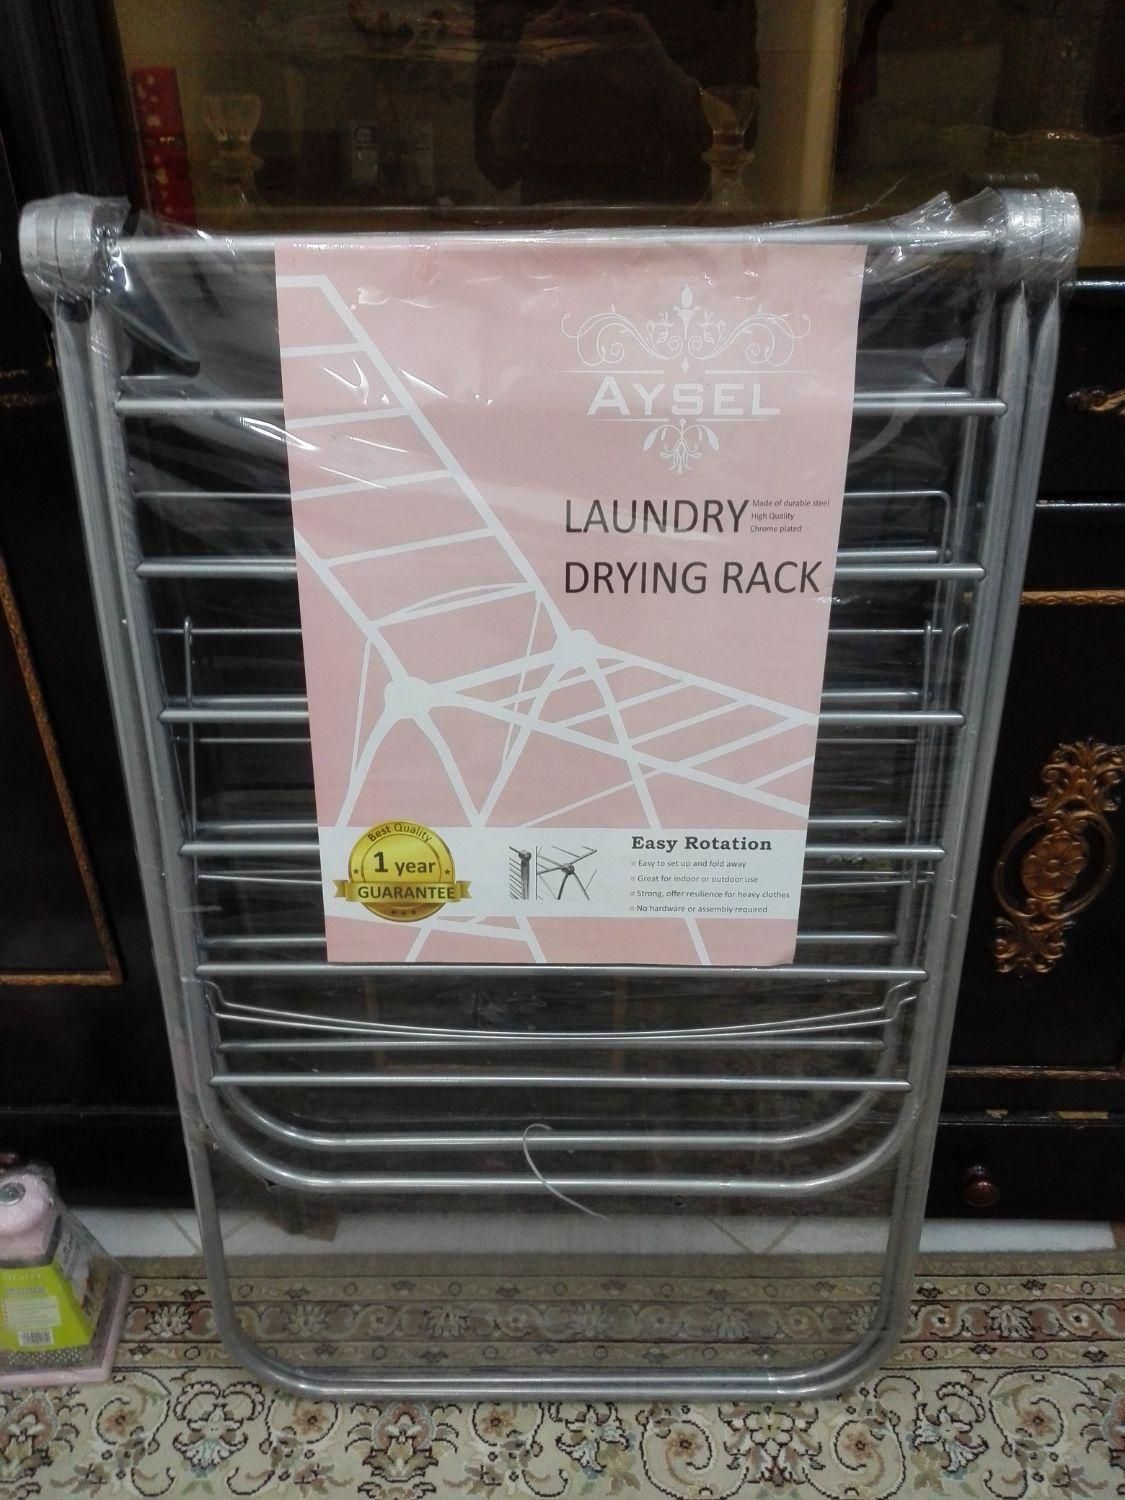 AYSEL
LAUNDRY
Made of durable steel
High Quality
Chrome plated
DRYING RACK
Best Quality
1 year
GUARANTEE
Easy Rotation
Easy to set up and fold away
Great for indoor or outdoor use
Strong, offer resilience for heavy clothes
No hardware or assembly required